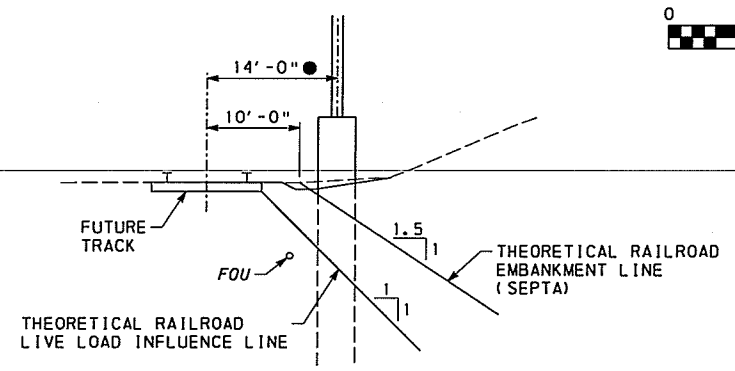 0
14'-0"●
10'-0"
FUTURE
TRACK
FOU
1.5
1
THEORETICAL RAILROAD
EMBANKMENT LINE
(SEPTA)
1
1
THEORETICAL RAILROAD
LIVE LOAD INFLUENCE LINE